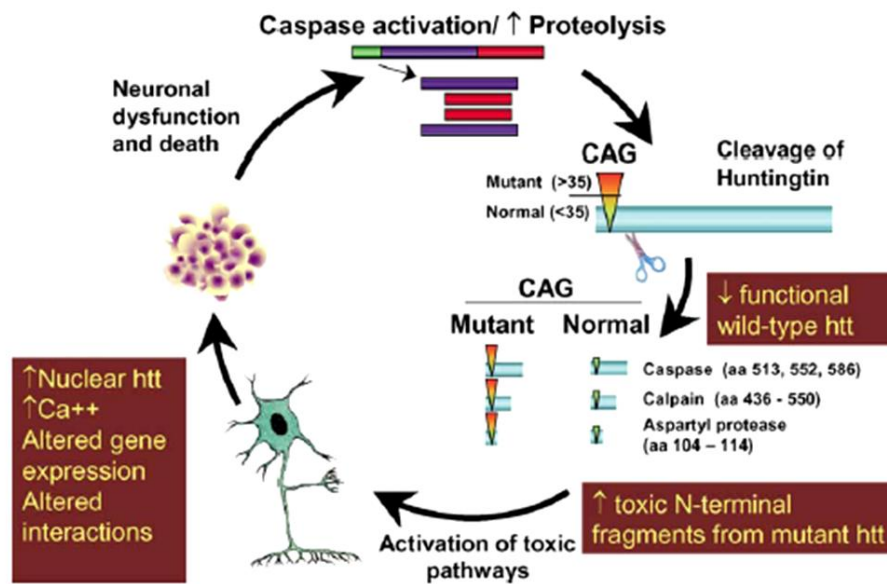 Caspase activation/ ↑ Proteolysis
Neuronal
dysfunction
and death
CAG
Mutant (>35)
Normal (<35)
Cleavage of
Huntingtin
↓ functional
wild-type htt
CAG
Mutant Normal
Caspase (aa 513, 552, 586)
Calpain (aa 436 - 550)
Aspartyl protease
(aa 104 – 114)
↑ toxic N-terminal
fragments from mutant htt
Activation of toxic
pathways
↑Nuclear htt
↑Ca++
Altered gene
expression
Altered
interactions